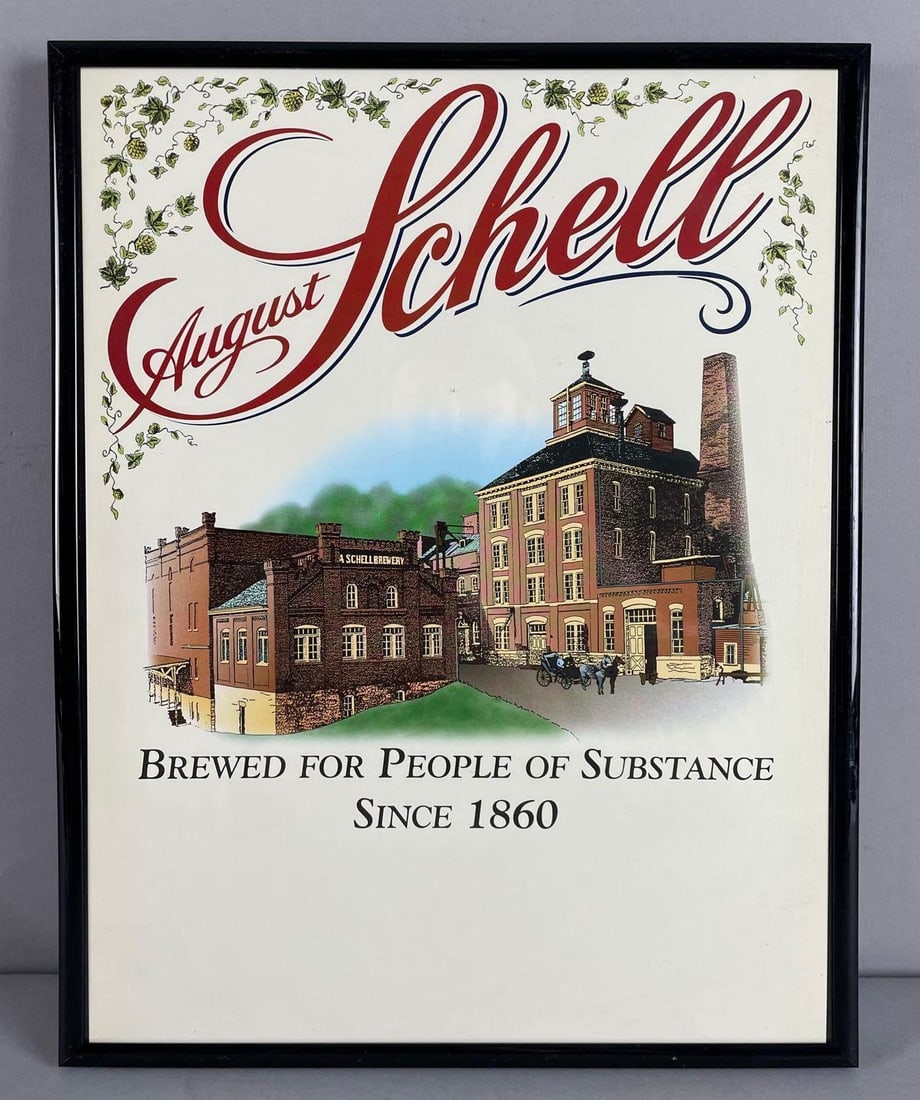 August Schell
A SCHELL BREWERY
BREWED FOR PEOPLE OF SUBSTANCE
SINCE 1860